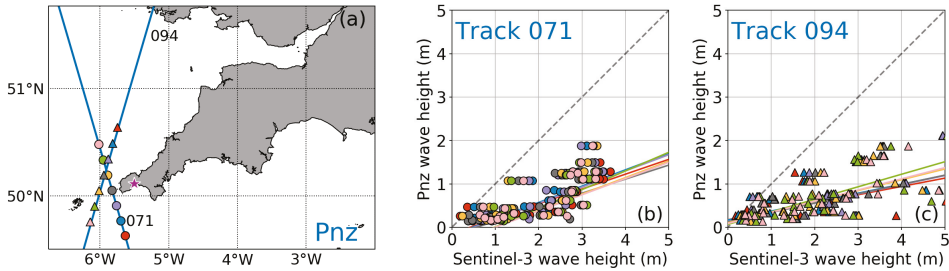 (a)
094
51°N
50°N
071
Pnz
6°W
5°W
4°W
3°W
Track 071
Pnz wave height (m)
5
4
3
2
1
0
(b)
0
1
2
3
4
5
Sentinel-3 wave height (m)
Track 094
Pnz wave height (m)
5
4
3
2
1
0
(c)
0
1
2
3
4
5
Sentinel-3 wave height (m)